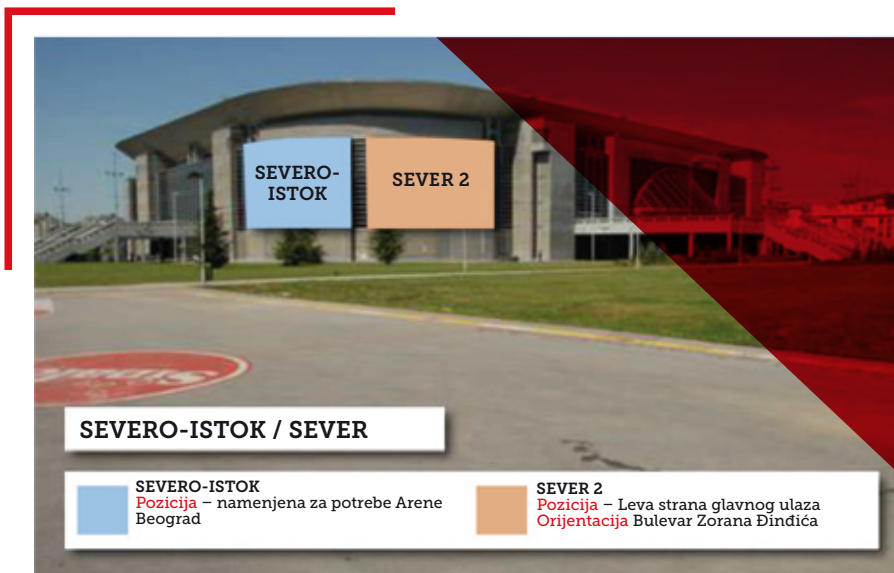 SEVERO-
ISTOK
SEVER 2
SEVERO-ISTOK / SEVER
SEVERO-ISTOK
Pozicija – namenjena za potrebe Arene
Beograd
SEVER 2
Pozicija – Leva strana glavnog ulaza
Orijentacija Bulevar Zorana Đinđića